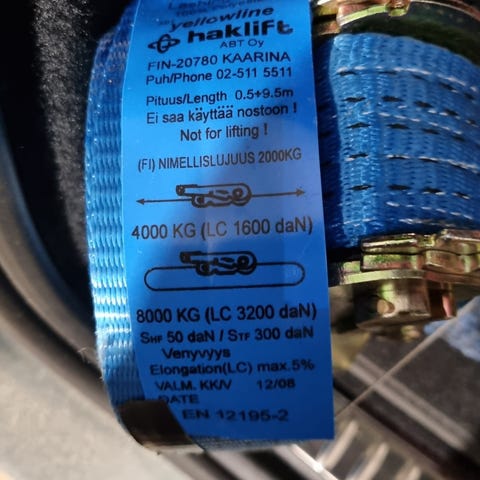 yellowline
haklift
ABT Oy
FIN-20780 KAARINA
Puh/Phone 02-511 5511
Pituus/Length 0.5+9.5m
Ei saa käyttää nostoon !
Not for lifting !
(FI) NIMELLISLUJUUS 2000KG
4000 KG (LC 1600 daN)
8000 KG (LC 3200 daN)
SHF 50 daN / STF 300 daN
Venyvyys
Elongation(LC) max.5%
VALM. KK/V 12/08
DATE
EN 12195-2